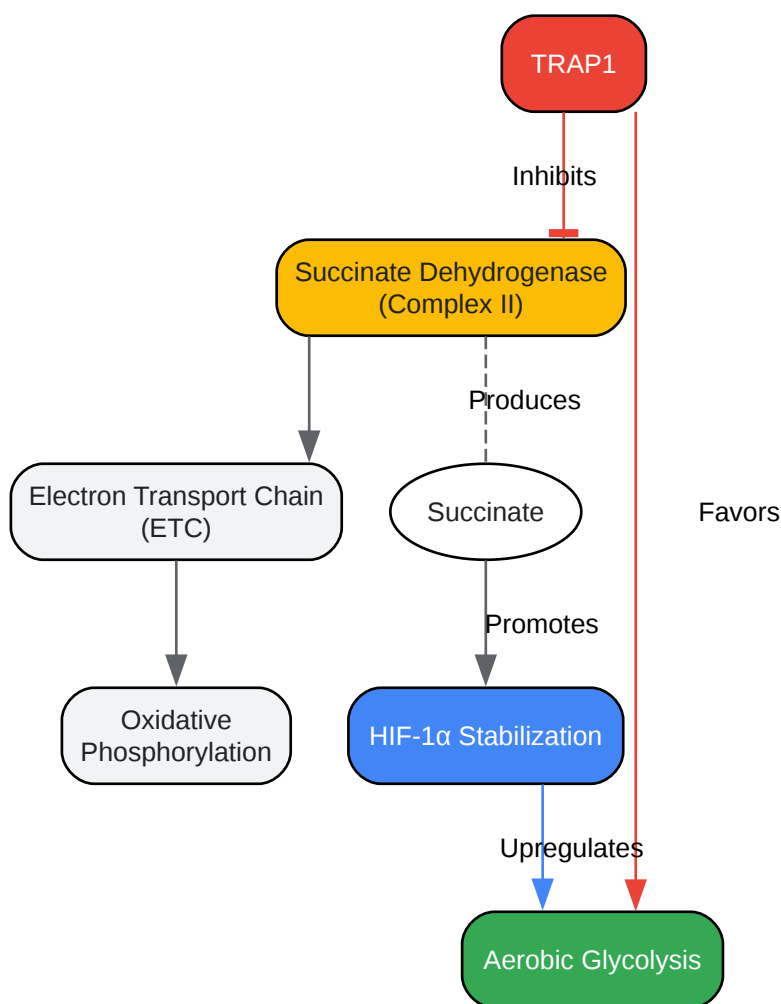 TRAP1
Inhibits
Succinate Dehydrogenase
(Complex II)
Produces
Electron Transport Chain
(ETC)
Succinate
Favors
Promotes
Oxidative
Phosphorylation
HIF-1α Stabilization
Upregulates
Aerobic Glycolysis